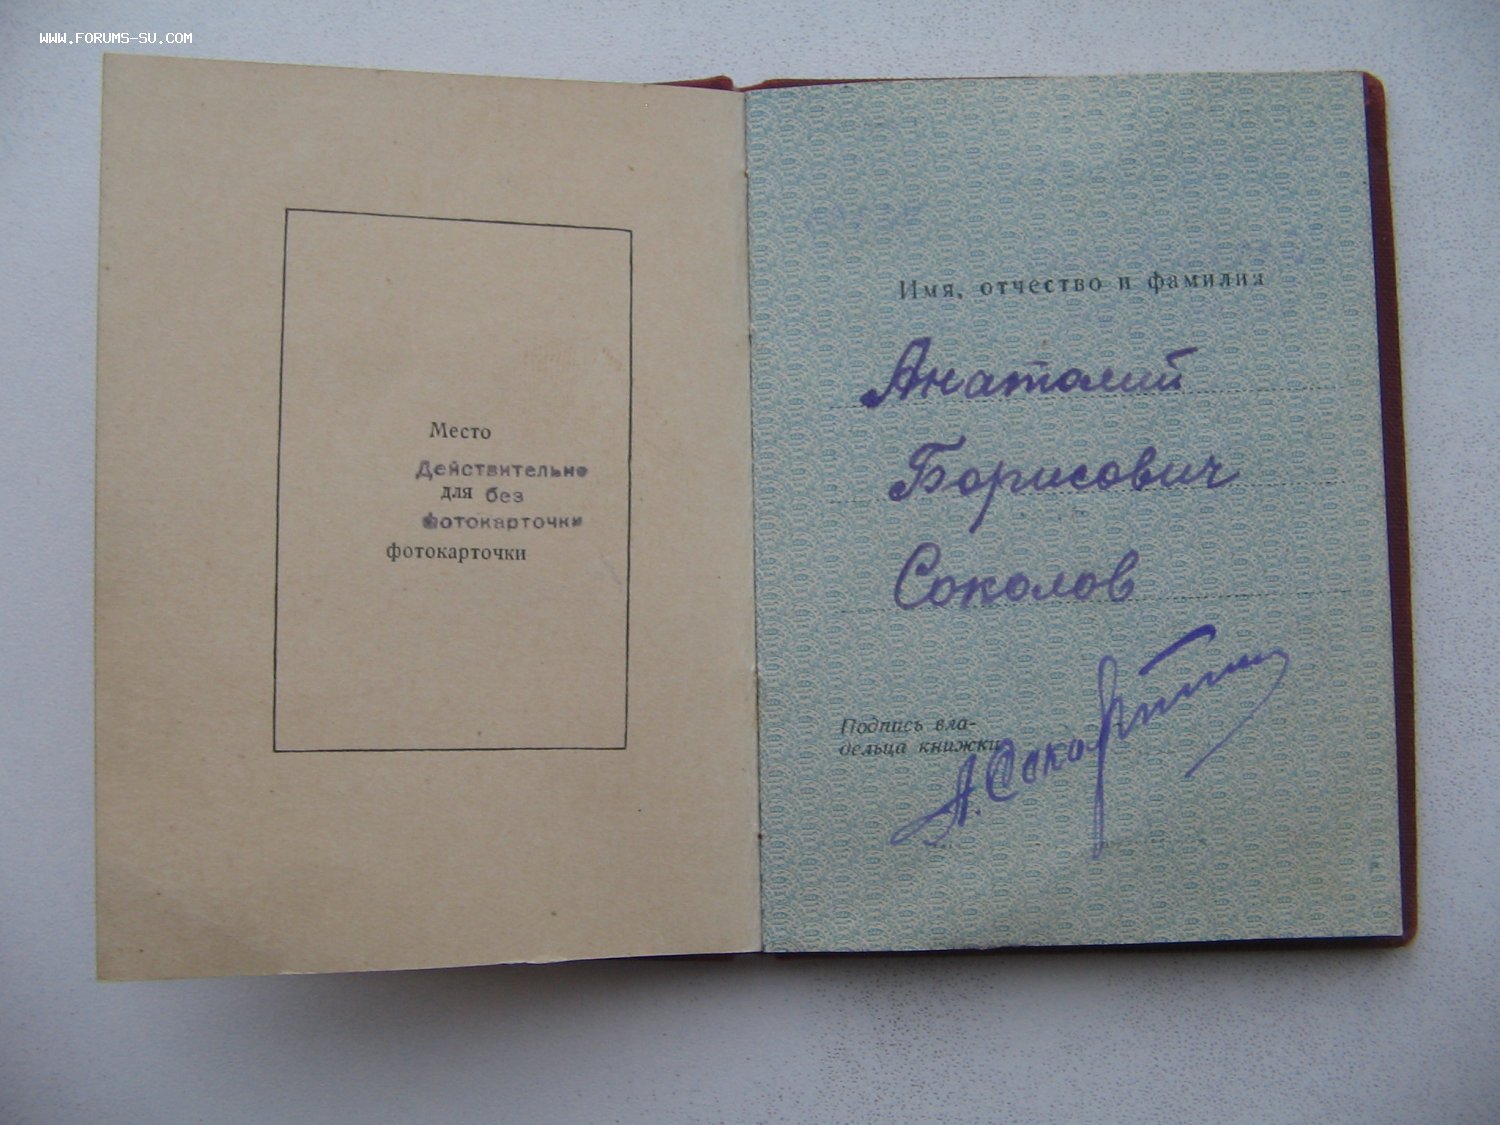 WWW.FORUMS-SU.COM
Место
Действительно
для без
фотокарточки
фотокарточки
Имя, отчество и фамилия
Анатолий
Борисович
Соколов
Подпись вла-
дельца книжки